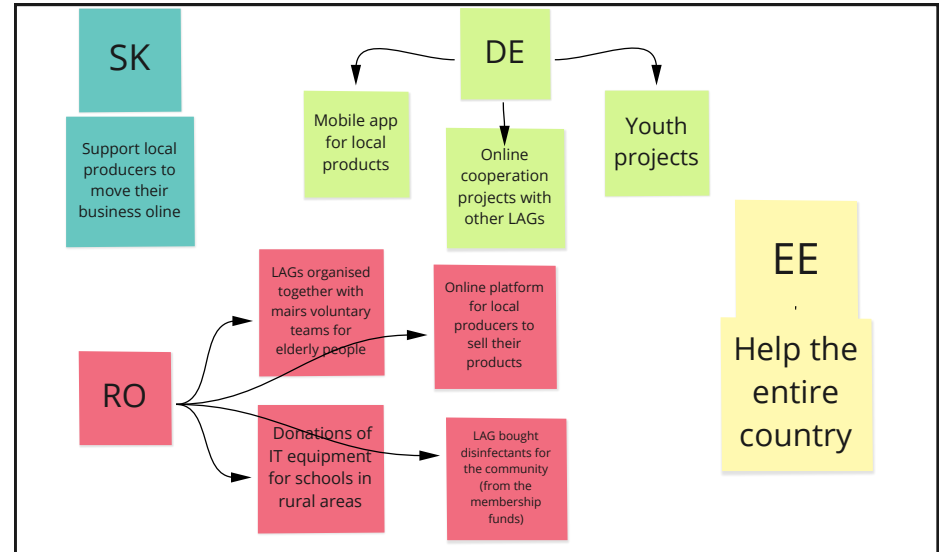 SK
Support local
producers to
move their
business oline
DE
Mobile app
for local
products
Online
cooperation
projects with
other LAGs
Youth
projects
EE
Help the
entire
country
RO
LAGs organised
together with
mairs voluntary
teams for
elderly people
Online platform
for local
producers to
sell their
products
Donations of
IT equipment
for schools in
rural areas
LAG bought
disinfectants for
the community
(from the
membership
funds)